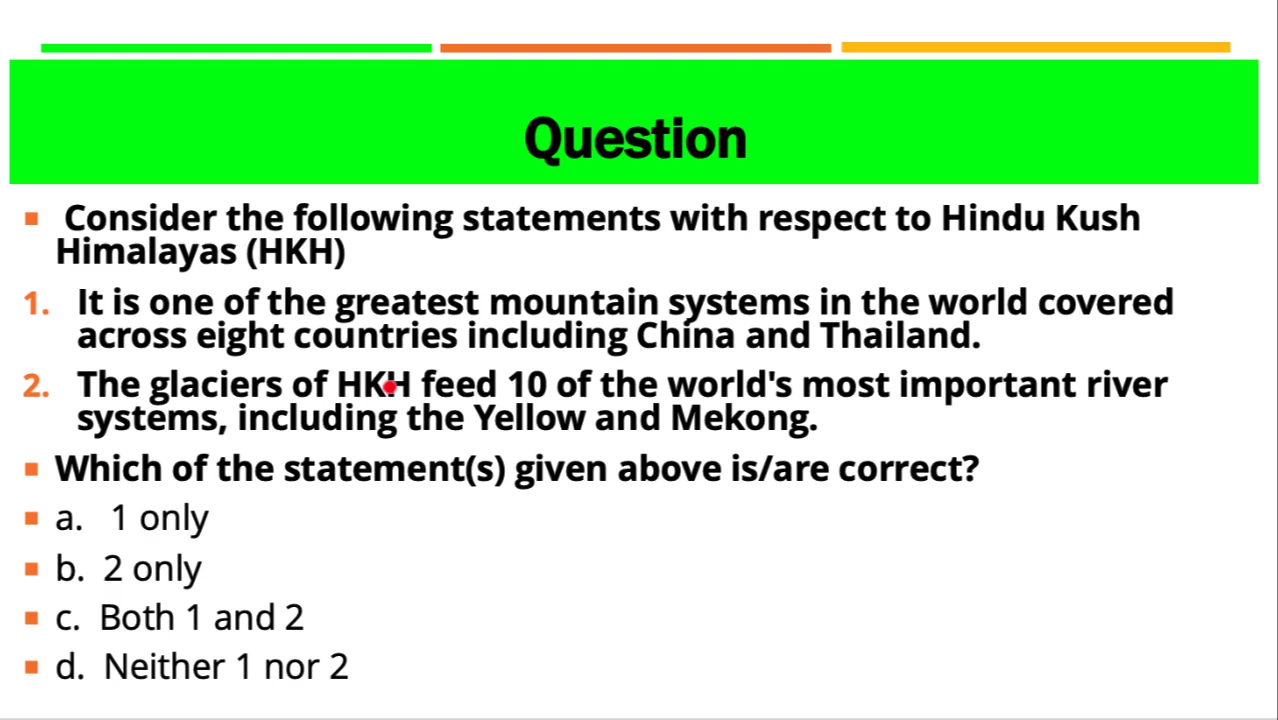 Question
Consider the following statements with respect to Hindu Kush
Himalayas (HKH)
1. It is one of the greatest mountain systems in the world covered
across eight countries including China and Thailand.
2. The glaciers of HKH feed 10 of the world's most important river
systems, including the Yellow and Mekong.
Which of the statement(s) given above is/are correct?
a. 1 only
b. 2 only
c. Both 1 and 2
d. Neither 1 nor 2